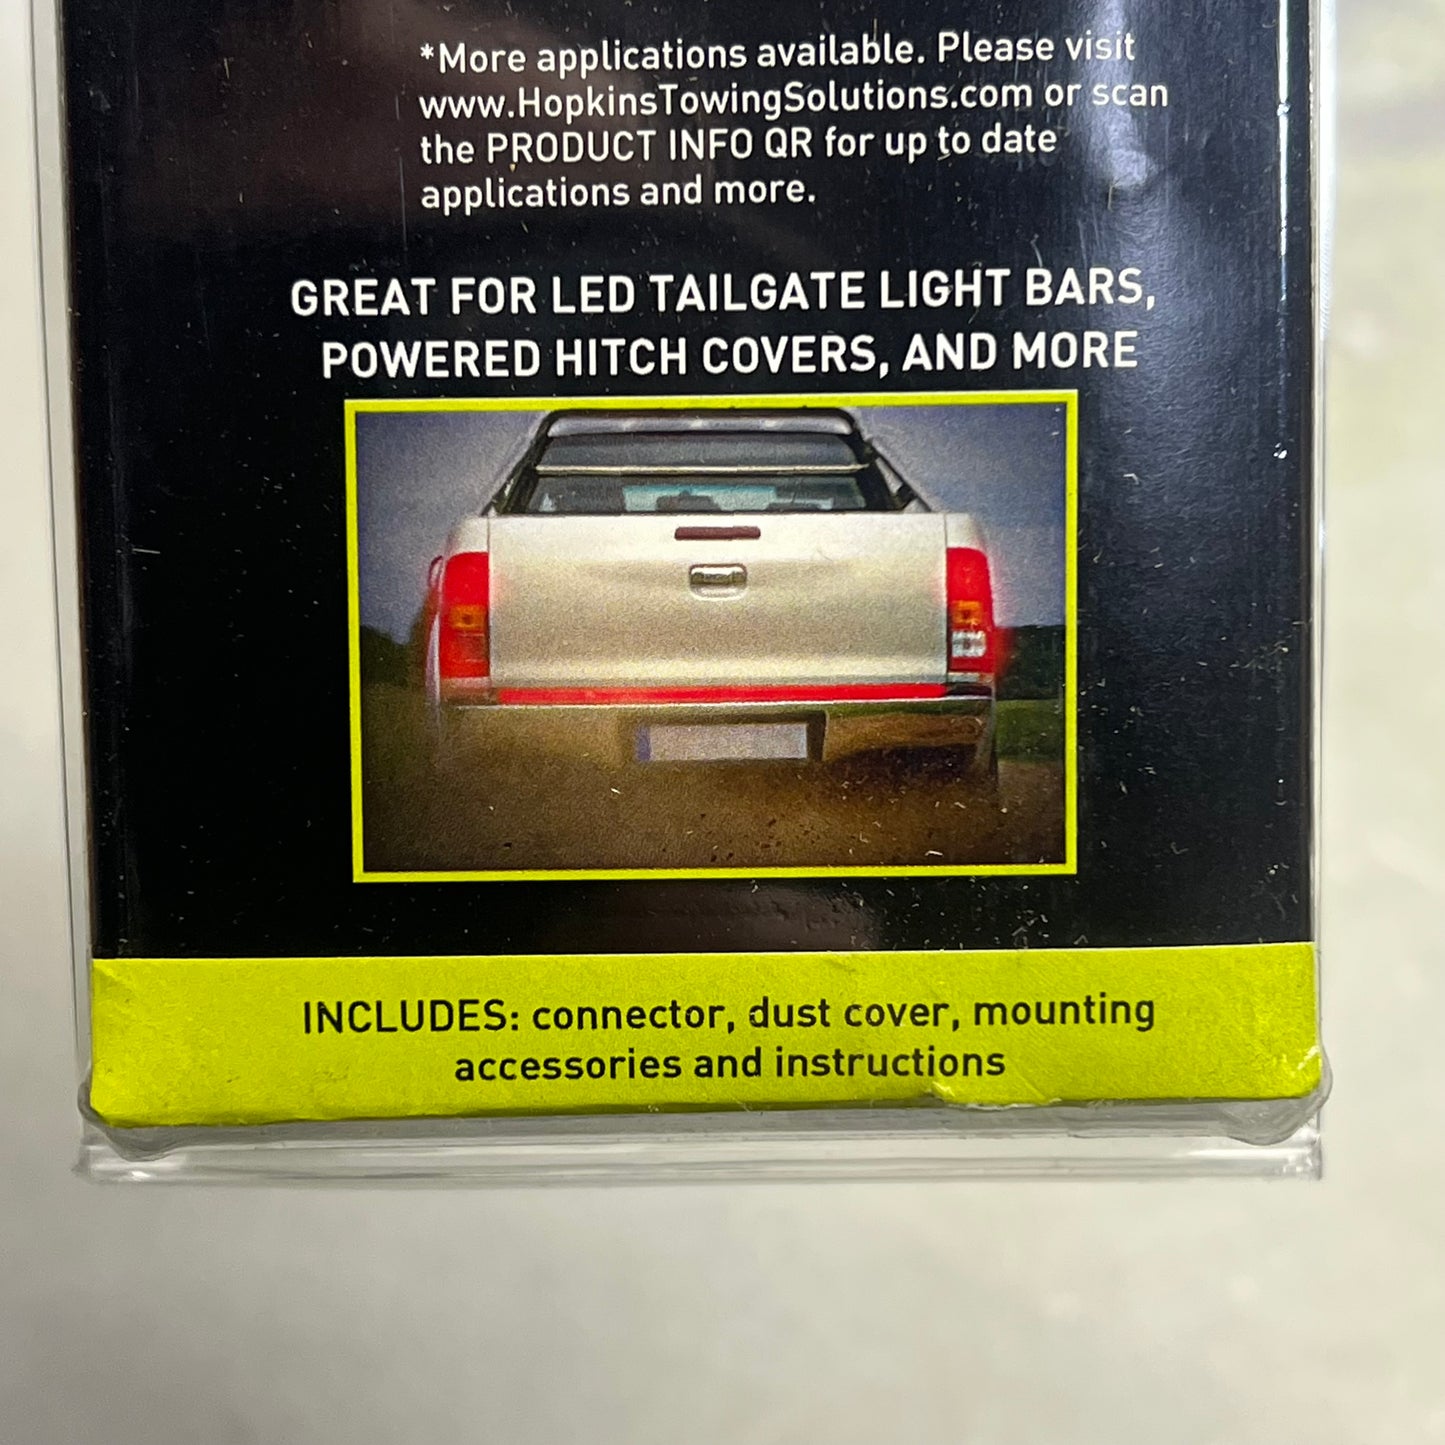 *More applications available. Please visit
www.HopkinsTowingSolutions.com or scan
the PRODUCT INFO QR for up to date
applications and more.
GREAT FOR LED TAILGATE LIGHT BARS,
POWERED HITCH COVERS, AND MORE
INCLUDES: connector, dust cover, mounting
accessories and instructions